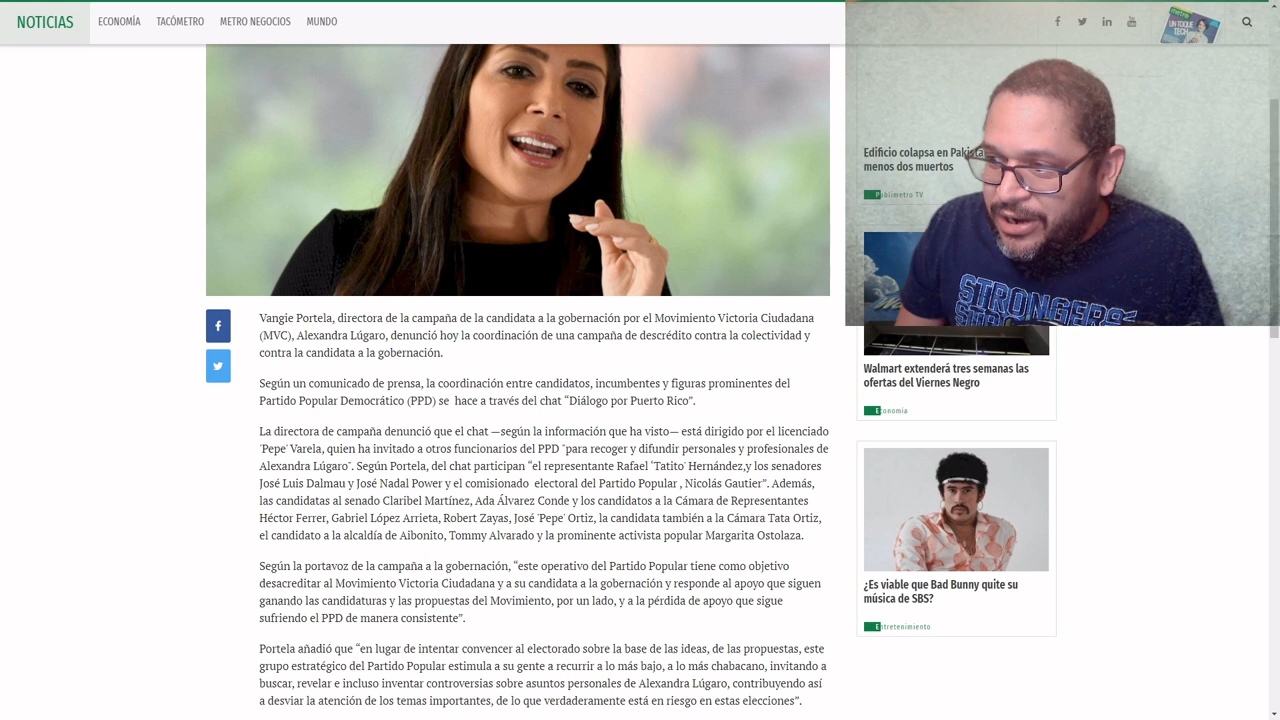 NOTICIAS ECONOMÍA TACÓMETRO METRO NEGOCIOS MUNDO
metro
UN TOQUE
TECH
Vangie Portela, directora de la campaña de la candidata a la gobernación por el Movimiento Victoria Ciudadana
(MVC), Alexandra Lúgaro, denunció hoy la coordinación de una campaña de descrédito contra la colectividad y
contra la candidata a la gobernación.
Según un comunicado de prensa, la coordinación entre candidatos, incumbentes y figuras prominentes del
Partido Popular Democrático (PPD) se hace a través del chat “Diálogo por Puerto Rico”.
La directora de campaña denunció que el chat —según la información que ha visto— está dirigido por el licenciado
'Pepe' Varela, quien ha invitado a otros funcionarios del PPD "para recoger y difundir personales y profesionales de
Alexandra Lúgaro". Según Portela, del chat participan “el representante Rafael ‘Tatito' Hernández,y los senadores
José Luis Dalmau y José Nadal Power y el comisionado electoral del Partido Popular , Nicolás Gautier”. Además,
las candidatas al senado Claribel Martínez, Ada Álvarez Conde y los candidatos a la Cámara de Representantes
Héctor Ferrer, Gabriel López Arrieta, Robert Zayas, José 'Pepe' Ortiz, la candidata también a la Cámara Tata Ortiz,
el candidato a la alcaldía de Aibonito, Tommy Alvarado y la prominente activista popular Margarita Ostolaza.
Según la portavoz de la campaña a la gobernación, “este operativo del Partido Popular tiene como objetivo
desacreditar al Movimiento Victoria Ciudadana y a su candidata a la gobernación y responde al apoyo que siguen
ganando las candidaturas y las propuestas del Movimiento, por un lado, y a la pérdida de apoyo que sigue
sufriendo el PPD de manera consistente”.
Portela añadió que “en lugar de intentar convencer al electorado sobre la base de las ideas, de las propuestas, este
grupo estratégico del Partido Popular estimula a su gente a recurrir a lo más bajo, a lo más chabacano, invitando a
buscar, revelar e incluso inventar controversias sobre asuntos personales de Alexandra Lúgaro, contribuyendo así
a desviar la atención de los temas importantes, de lo que verdaderamente está en riesgo en estas elecciones”.
Edificio colapsa en
menos dos muertos
Publimetro TV
STRONGERS
Walmart extenderá tres semanas las
ofertas del Viernes Negro
Economía
¿Es viable que Bad Bunny quite su
música de SBS?
Entretenimiento